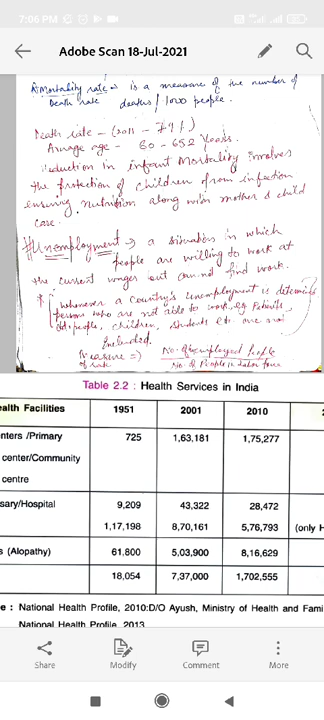 7:06 PM
Adobe Scan 18-Jul-2021
Mortality rate → is a measure of the number of
Death rate deaths/1000 people.
Death rate - (2011 -
Average age - 60 - years.
Reduction in infant Mortality involves
the protection of children from infection
ensuring nutrition along with mother & child
care.
#Unemployment → a situation in which
people are willing to work at
the current wages but can not find work.
* whenever a country's unemployment is
persons who are not able to work eg Patients,
old people, children, students etc. are not
included.
Measure =) No. of unemployed People
of rate No. of People in labor force
Table 2.2 : Health Services in India
ealth Facilities 1951 2001 2010 2
enters /Primary 725 1,63,181 1,75,277
center/Community
centre
sary/Hospital 9,209 43,322 28,472
1,17,198 8,70,161 5,76,793 (only H
s (Alopathy) 61,800 5,03,900 8,16,629
18,054 7,37,000 1,702,555
e : National Health Profile, 2010:D/O Ayush, Ministry of Health and Fami
National Health Profile, 2013
Share Modify Comment More